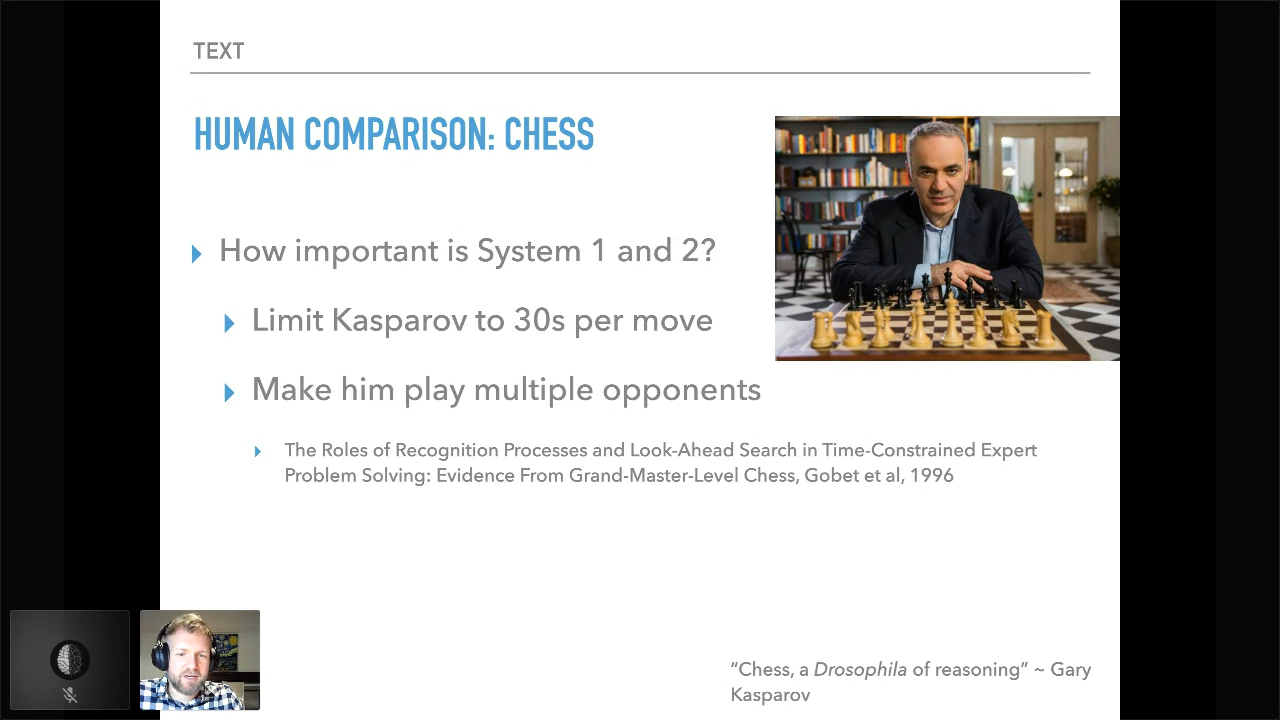 TEXT
HUMAN COMPARISON: CHESS
How important is System 1 and 2?
Limit Kasparov to 30s per move
Make him play multiple opponents
The Roles of Recognition Processes and Look-Ahead Search in Time-Constrained Expert
Problem Solving: Evidence From Grand-Master-Level Chess, Gobet et al, 1996
“Chess, a Drosophila of reasoning” ~ Gary
Kasparov